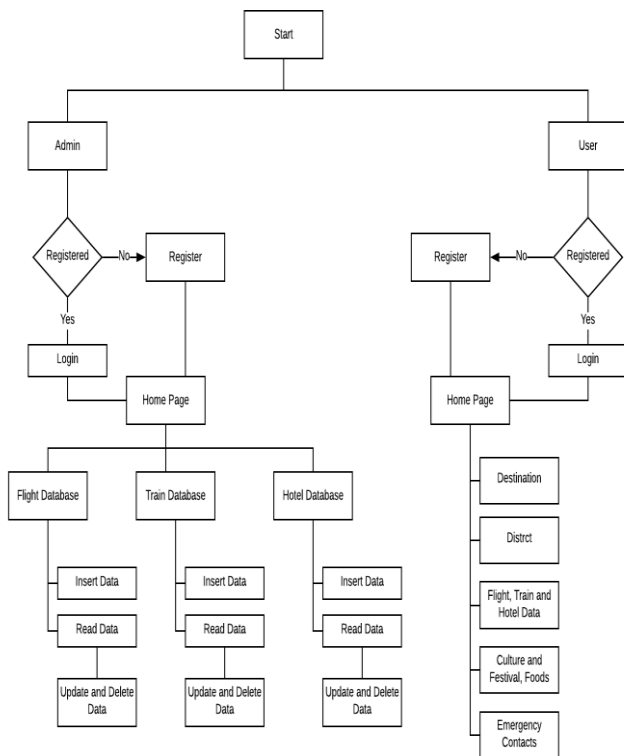 Start
Admin
User
Registered
No
Register
Register
No
Registered
Yes
Yes
Login
Login
Home Page
Home Page
Flight Database
Train Database
Hotel Database
Destination
Distrct
Insert Data
Insert Data
Insert Data
Flight, Train and
Hotel Data
Read Data
Read Data
Read Data
Culture and
Festival, Foods
Update and Delete
Data
Update and Delete
Data
Update and Delete
Data
Emergency
Contacts